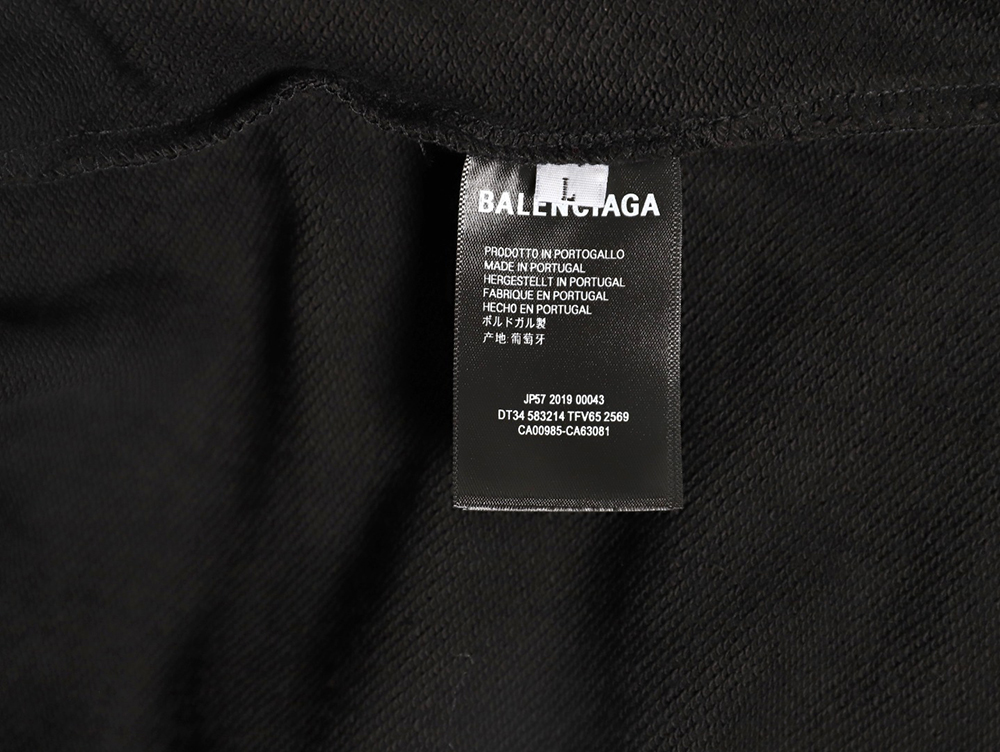 L
BALENCIAGA
PRODOTTO IN PORTOGALLO
MADE IN PORTUGAL
HERGESTELLT IN PORTUGAL
FABRIQUE EN PORTUGAL
HECHO EN PORTUGAL
ポルドガル製
产地:葡萄牙
JP57 2019 00043
DT34 583214 TFV65 2569
CA00985-CA63081